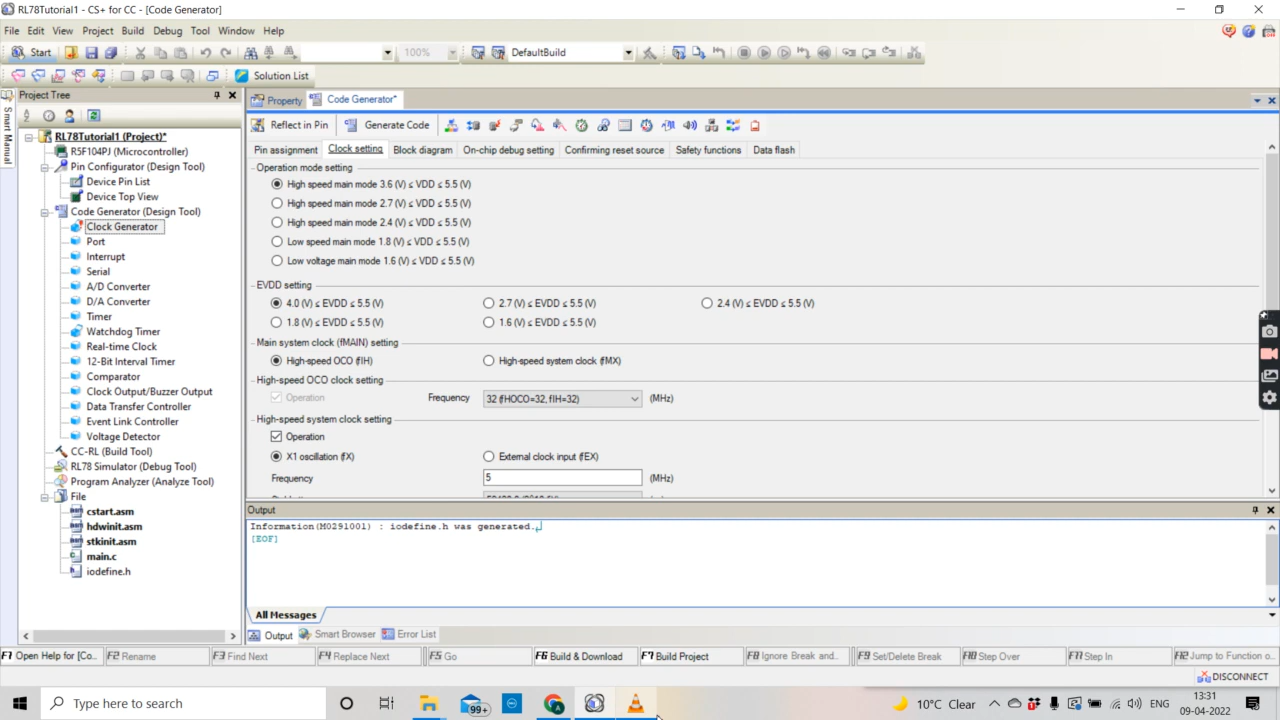 RL78Tutorial1 - CS+ for CC - [Code Generator]
File Edit View Project Build Debug Tool Window Help
Start 100% DefaultBuild
Solution List
Smart Manual
Project Tree
RL78Tutorial1 (Project)*
R5F104PJ (Microcontroller)
Pin Configurator (Design Tool)
Device Pin List
Device Top View
Code Generator (Design Tool)
Clock Generator
Port
Interrupt
Serial
A/D Converter
D/A Converter
Timer
Watchdog Timer
Real-time Clock
12-Bit Interval Timer
Comparator
Clock Output/Buzzer Output
Data Transfer Controller
Event Link Controller
Voltage Detector
CC-RL (Build Tool)
RL78 Simulator (Debug Tool)
Program Analyzer (Analyze Tool)
File
cstart.asm
hdwinit.asm
stkinit.asm
main.c
iodefine.h
Property Code Generator*
Reflect in Pin Generate Code
Pin assignment Clock setting Block diagram On-chip debug setting Confirming reset source Safety functions Data flash
Operation mode setting
High speed main mode 3.6 (V) ≤ VDD ≤ 5.5 (V)
High speed main mode 2.7 (V) ≤ VDD ≤ 5.5 (V)
High speed main mode 2.4 (V) ≤ VDD ≤ 5.5 (V)
Low speed main mode 1.8 (V) ≤ VDD ≤ 5.5 (V)
Low voltage main mode 1.6 (V) ≤ VDD ≤ 5.5 (V)
EVDD setting
4.0 (V) ≤ EVDD ≤ 5.5 (V) 2.7 (V) ≤ EVDD ≤ 5.5 (V) 2.4 (V) ≤ EVDD ≤ 5.5 (V)
1.8 (V) ≤ EVDD ≤ 5.5 (V) 1.6 (V) ≤ EVDD ≤ 5.5 (V)
Main system clock (fMAIN) setting
High-speed OCO (fIH) High-speed system clock (fMX)
High-speed OCO clock setting
Operation Frequency 32 (fHOCO=32, fIH=32) (MHz)
High-speed system clock setting
Operation
X1 oscillation (fX) External clock input (fEX)
Frequency 5 (MHz)
Output
Information(M0291001) : iodefine.h was generated.
[EOF]
All Messages
Output Smart Browser Error List
F1 Open Help for [Co... F2 Rename F3 Find Next F4 Replace Next F5 Go F6 Build & Download F7 Build Project F8 Ignore Break and... F9 Set/Delete Break F10 Step Over F11 Step In F12 Jump to Function o...
DISCONNECT
Type here to search 99+ 10°C Clear ENG 13:31
09-04-2022